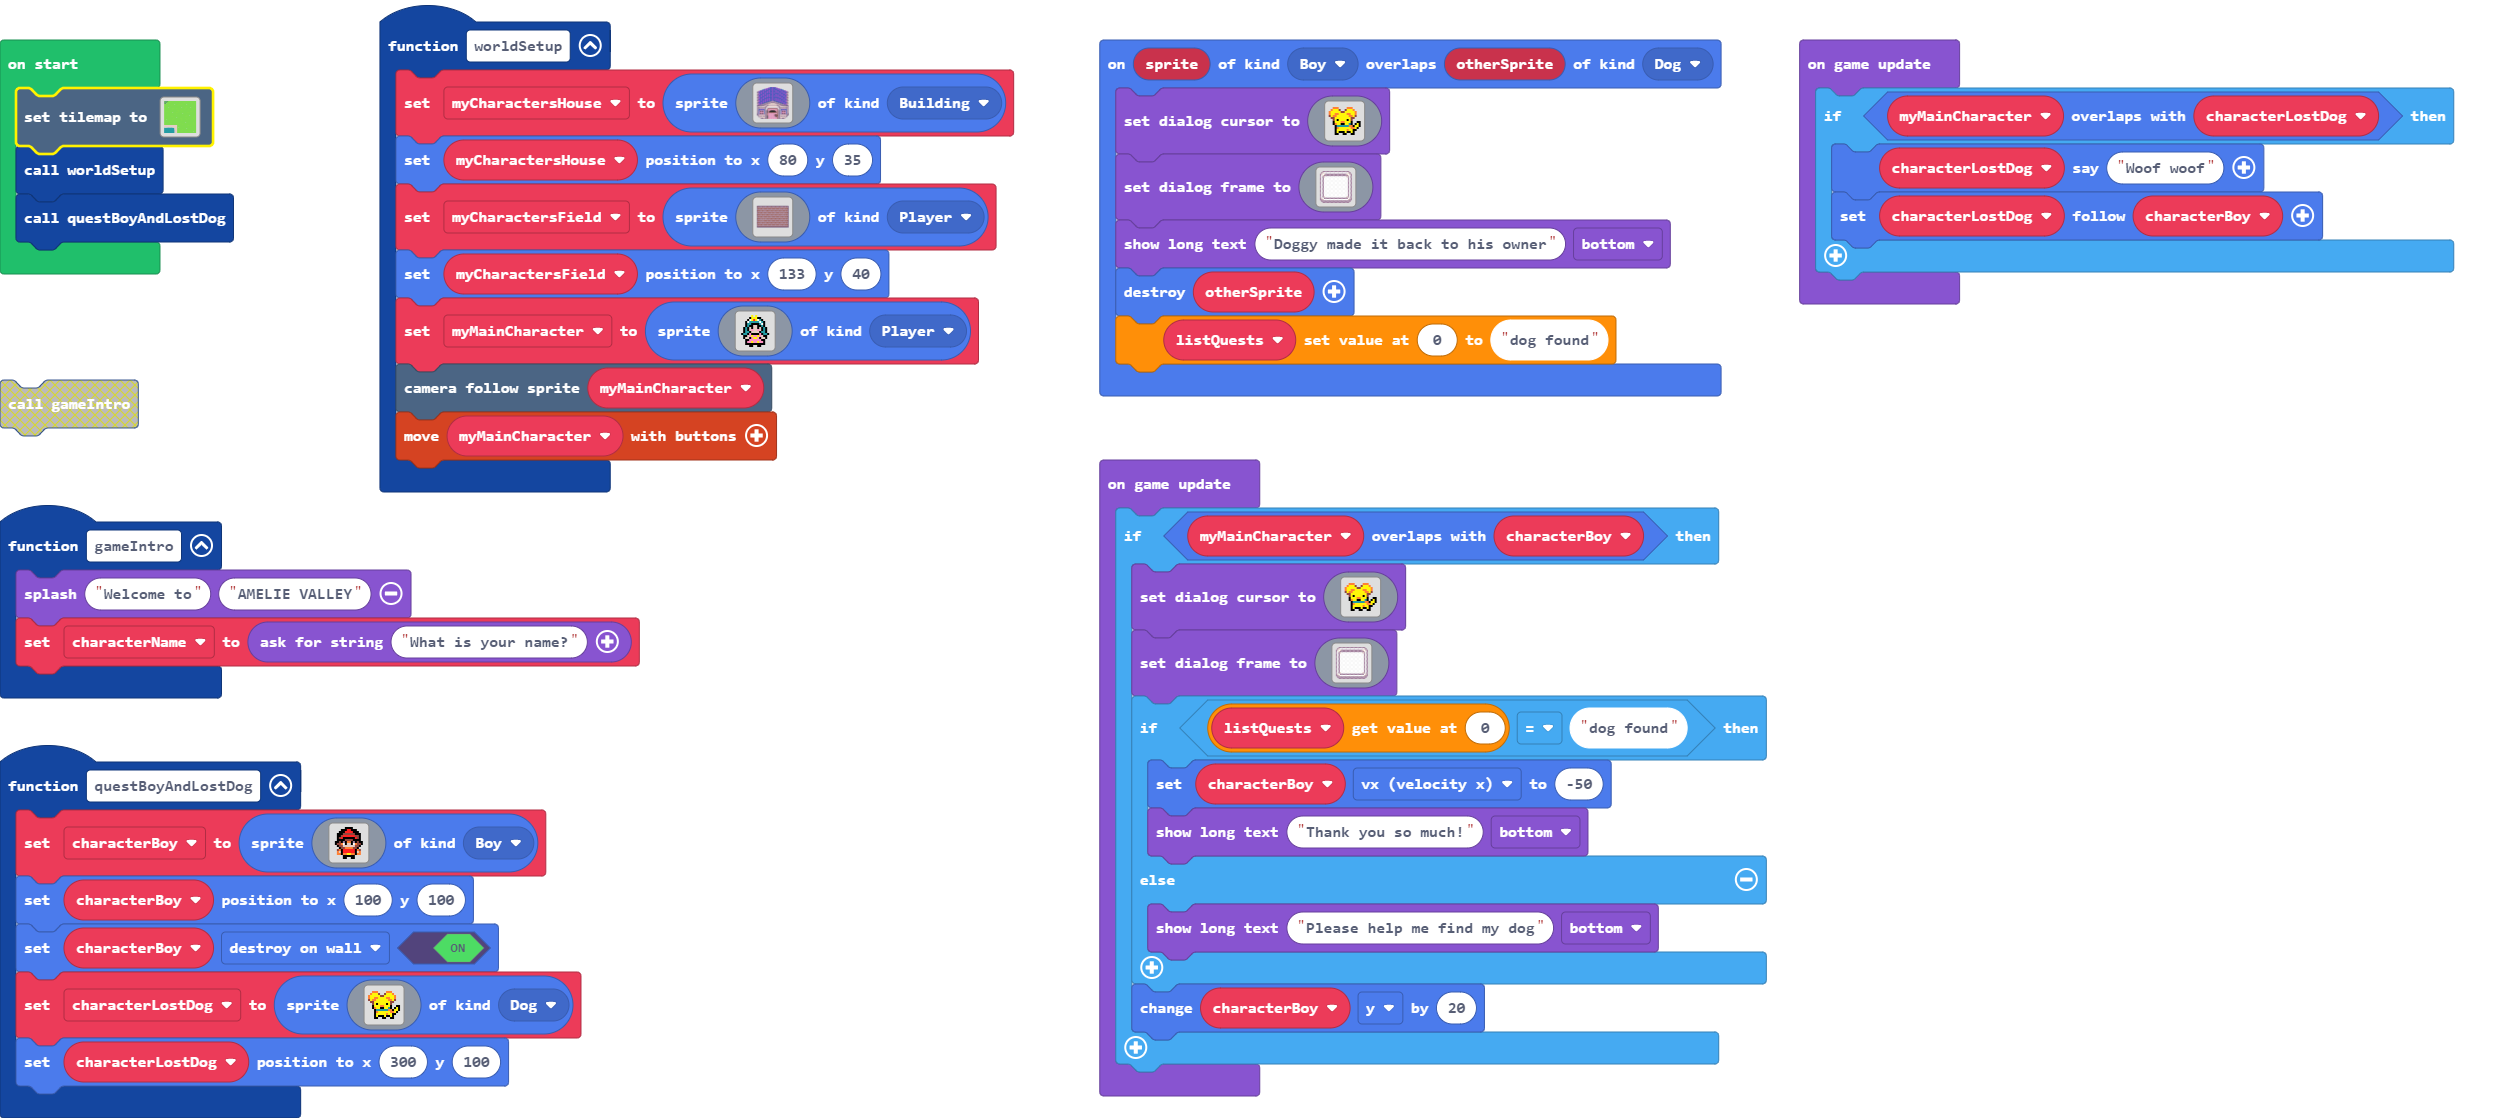 on start
set tilemap to
call worldSetup
call questBoyAndLostDog
call gameIntro
function gameIntro
splash "Welcome to" "AMELIE VALLEY"
set characterName to ask for string "What is your name?"
function questBoyAndLostDog
set characterBoy to sprite of kind Boy
set characterBoy position to x 100 y 100
set characterBoy destroy on wall ON
set characterLostDog to sprite of kind Dog
set characterLostDog position to x 300 y 100
function worldSetup
set myCharactersHouse to sprite of kind Building
set myCharactersHouse position to x 80 y 35
set myCharactersField to sprite of kind Player
set myCharactersField position to x 133 y 40
set myMainCharacter to sprite of kind Player
camera follow sprite myMainCharacter
move myMainCharacter with buttons
on sprite of kind Boy overlaps otherSprite of kind Dog
set dialog cursor to
set dialog frame to
show long text "Doggy made it back to his owner" bottom
destroy otherSprite
listQuests set value at 0 to "dog found"
on game update
if myMainCharacter overlaps with characterBoy then
set dialog cursor to
set dialog frame to
if listQuests get value at 0 = "dog found" then
set characterBoy vx (velocity x) to -50
show long text "Thank you so much!" bottom
else
show long text "Please help me find my dog" bottom
change characterBoy y by 20
on game update
if myMainCharacter overlaps with characterLostDog then
characterLostDog say "Woof woof"
set characterLostDog follow characterBoy